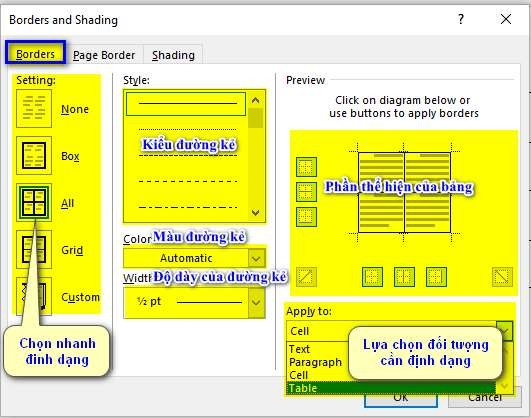 Borders and Shading
Borders
Page Border
Shading
Setting:
None
Box
All
Grid
Custom
Chọn nhanh
đinh dạng
Style:
Kiểu đường kẻ
Color
Màu đường kẻ
Automatic
Width
Độ dày của đường kẻ
½ pt
Preview
Click on diagram below or
use buttons to apply borders
Phần thể hiện của bảng
Apply to:
Cell
Text
Paragraph
Cell
Table
Lựa chọn đối tượng
cần định dạng
OK
Cancel